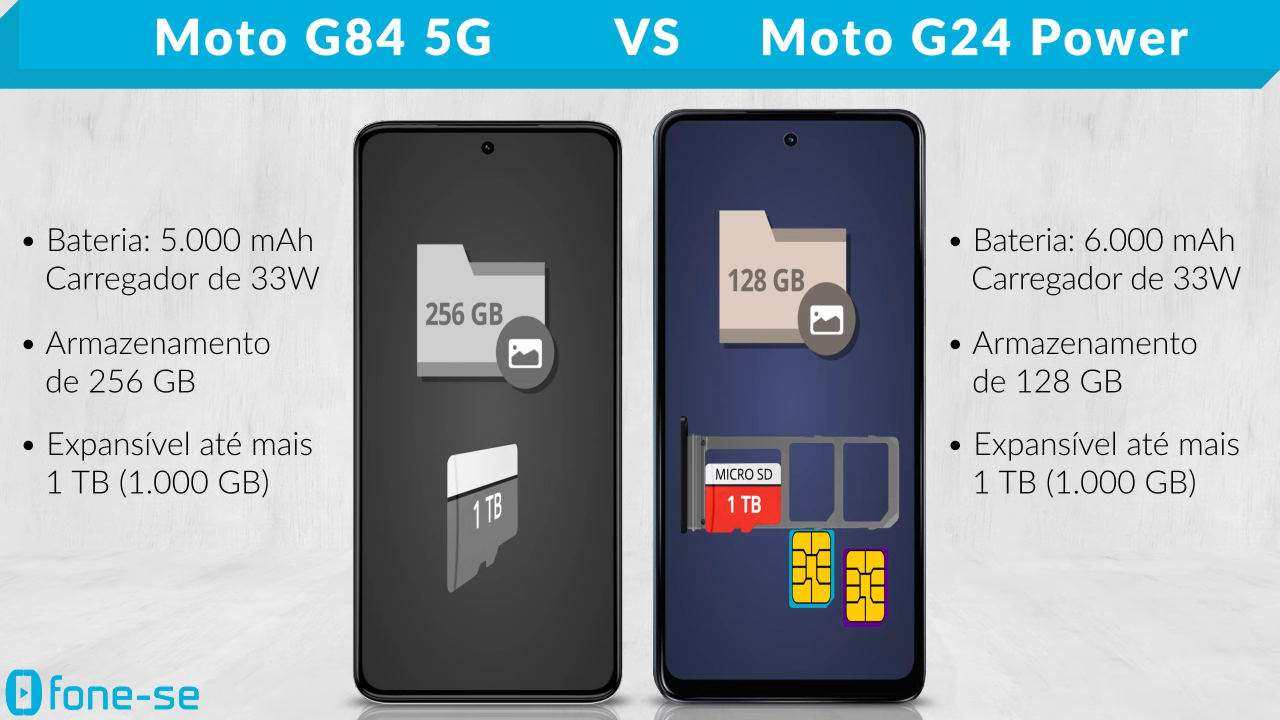 Moto G84 5G VS Moto G24 Power
• Bateria: 5.000 mAh
Carregador de 33W
• Armazenamento
de 256 GB
• Expansível até mais
1 TB (1.000 GB)
256 GB
1 TB
128 GB
MICRO SD
1 TB
• Bateria: 6.000 mAh
Carregador de 33W
• Armazenamento
de 128 GB
• Expansível até mais
1 TB (1.000 GB)
fone-se